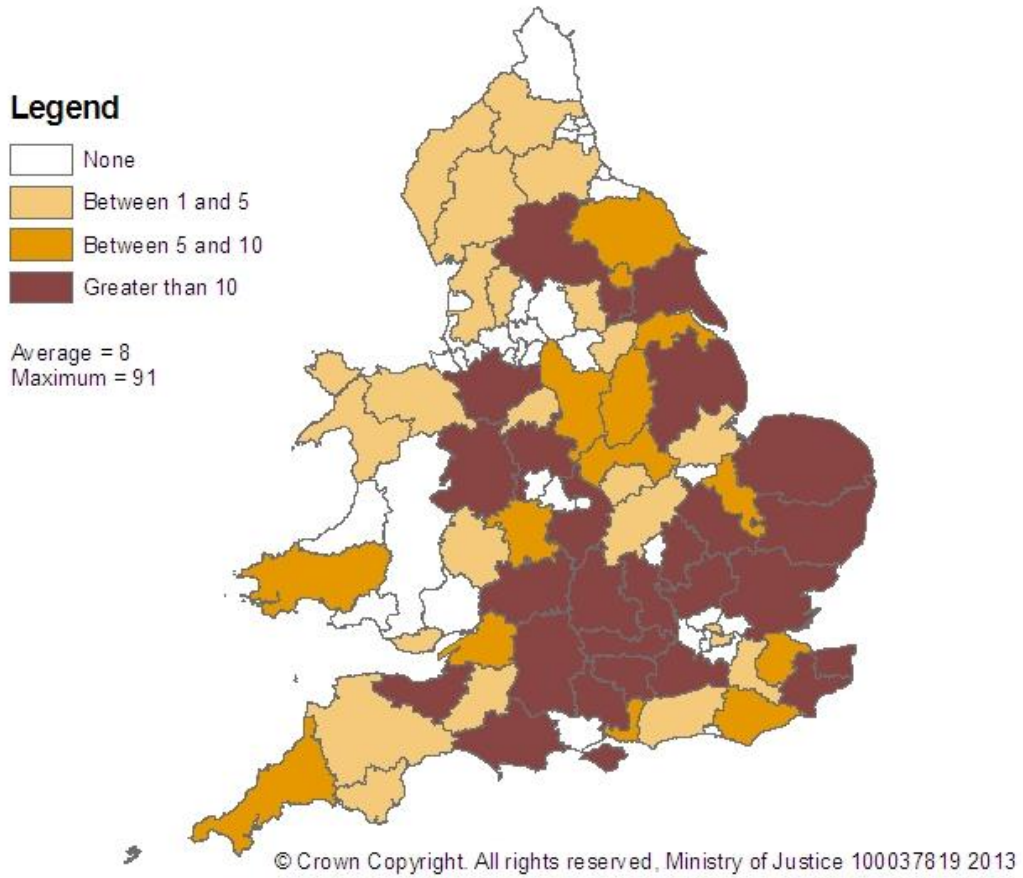 Legend
None
Between 1 and 5
Between 5 and 10
Greater than 10
Average = 8
Maximum = 91
© Crown Copyright. All rights reserved, Ministry of Justice 100037819 2013